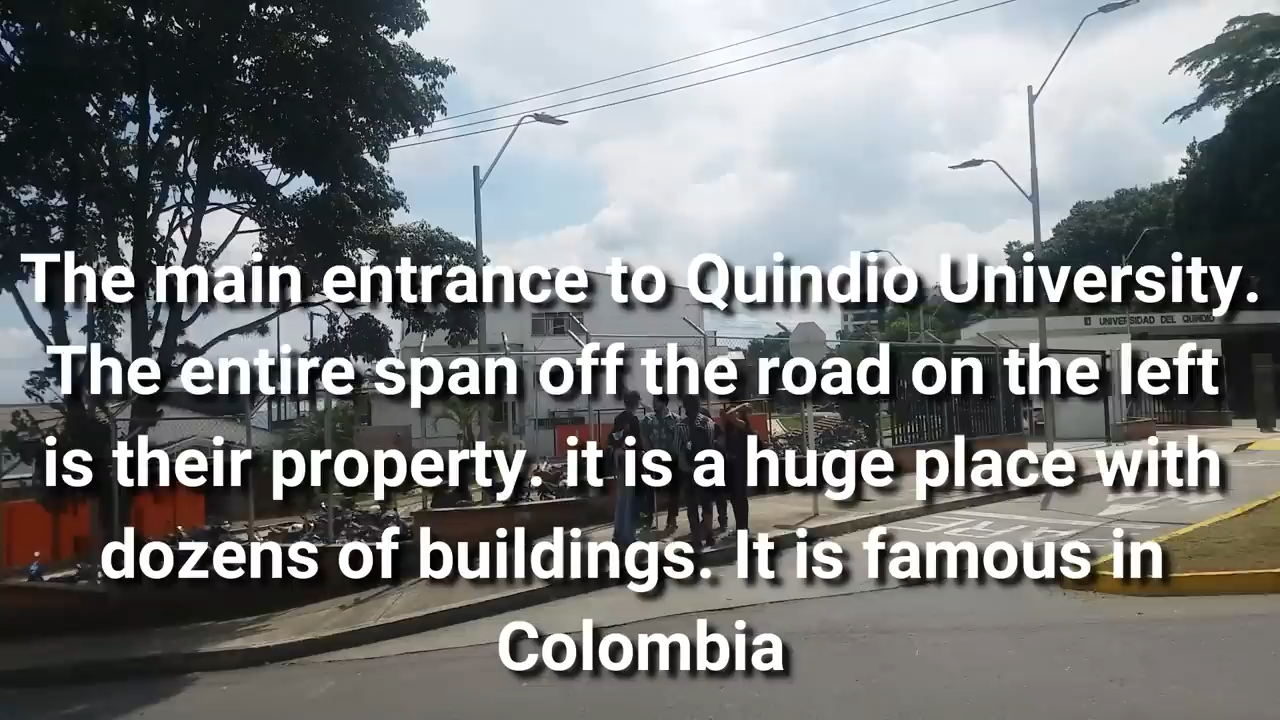 The main entrance to Quindio University.
The entire span off the road on the left
is their property. it is a huge place with
dozens of buildings. It is famous in
Colombia
UNIVERSIDAD DEL QUINDIO